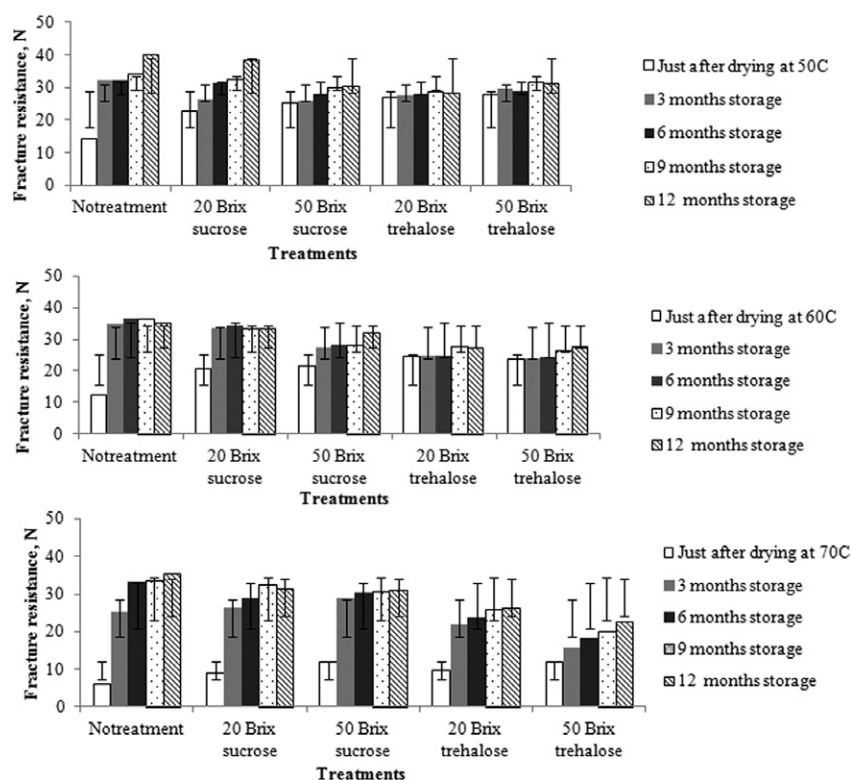 50
40
30
20
10
0
Fracture resistance, N
Notreatment
20 Brix sucrose
50 Brix sucrose
20 Brix trehalose
50 Brix trehalose
Treatments
Just after drying at 50C
3 months storage
6 months storage
9 months storage
12 months storage
50
40
30
20
10
0
Fracture resistance, N
Notreatment
20 Brix sucrose
50 Brix sucrose
20 Brix trehalose
50 Brix trehalose
Treatments
Just after drying at 60C
3 months storage
6 months storage
9 months storage
12 months storage
50
40
30
20
10
0
Fracture resistance, N
Notreatment
20 Brix sucrose
50 Brix sucrose
20 Brix trehalose
50 Brix trehalose
Treatments
Just after drying at 70C
3 months storage
6 months storage
9 months storage
12 months storage